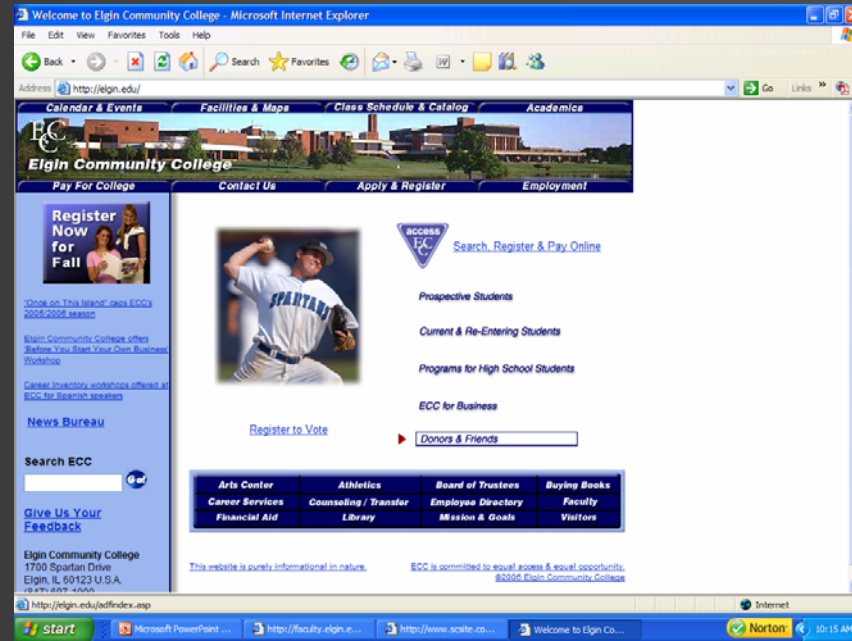 Welcome to Elgin Community College - Microsoft Internet Explorer
File Edit View Favorites Tools Help
Back Search Favorites
Address http://elgin.edu/ Go Links
Calendar & Events Facilities & Maps Class Schedule & Catalog Academics
ECC
Elgin Community College
Pay For College Contact Us Apply & Register Employment
Register
Now
for
Fall
"Once on This Island" caps ECC's
2005/2006 season
Elgin Community College offers
'Before You Start Your Own Business'
Workshop
Career Inventory workshops offered at
ECC for Spanish speakers
News Bureau
Search ECC
Go!
Give Us Your
Feedback
Elgin Community College
1700 Spartan Drive
Elgin, IL 60123 U.S.A.
(847) 697-1000
SPARTANS
Register to Vote
access
ECC
Search, Register & Pay Online
Prospective Students
Current & Re-Entering Students
Programs for High School Students
ECC for Business
Donors & Friends
Arts Center Athletics Board of Trustees Buying Books
Career Services Counseling / Transfer Employee Directory Faculty
Financial Aid Library Mission & Goals Visitors
This website is purely informational in nature.
ECC is committed to equal access & equal opportunity.
©2006 Elgin Community College
http://elgin.edu/adfindex.asp Internet
start Microsoft PowerPoint ... http://faculty.elgin.e... http://www.scsite.co... Welcome to Elgin Co... Norton 10:15 AM